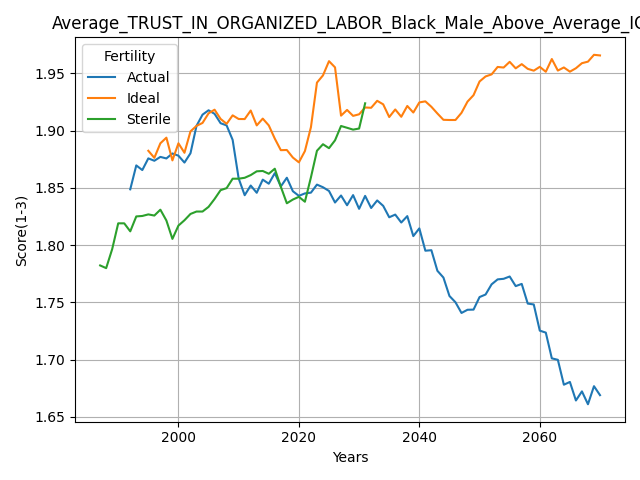 Average_TRUST_IN_ORGANIZED_LABOR_Black_Male_Above_Average_IQ
Fertility
Actual
Ideal
Sterile
Score(1-3)
1.95
1.90
1.85
1.80
1.75
1.70
1.65
2000 2020 2040 2060
Years